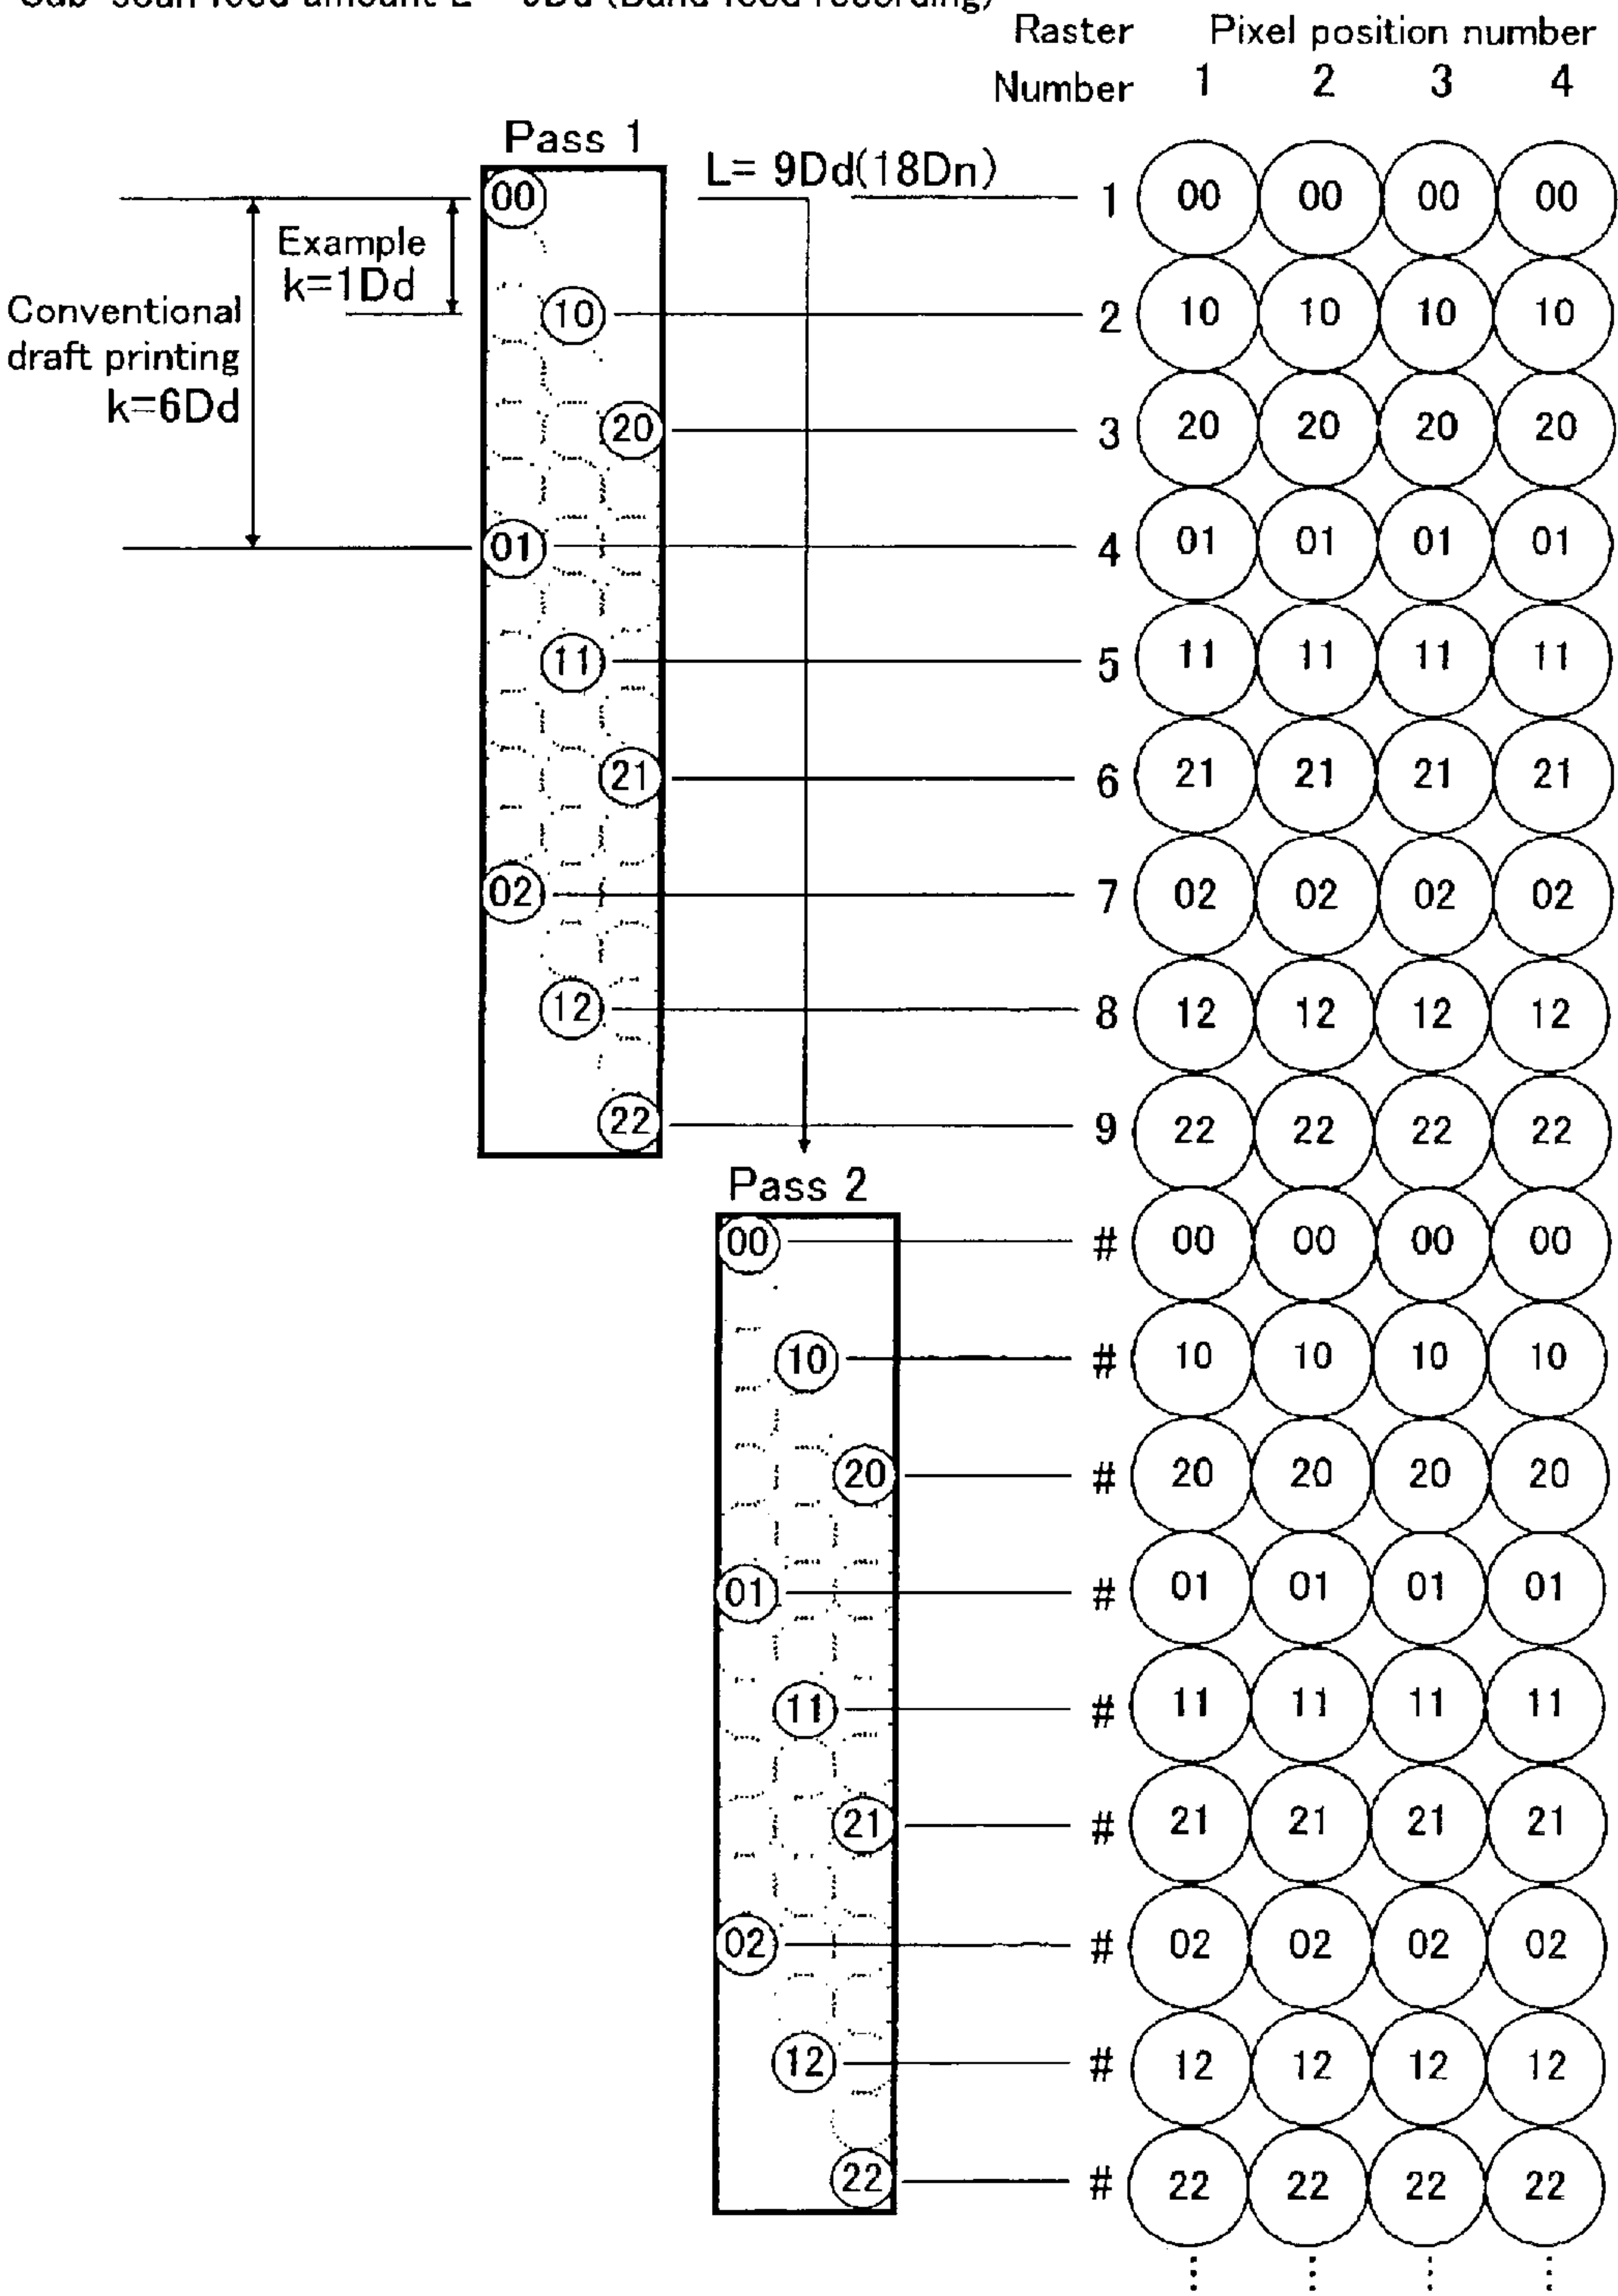 Raster Pixel position number
Number 1 2 3 4
Pass 1
L= 9Dd(18Dn)
00 1 00 00 00 00
Example
k=1Dd
10 2 10 10 10 10
Conventional
draft printing
k=6Dd
20 3 20 20 20 20
01 4 01 01 01 01
11 5 11 11 11 11
21 6 21 21 21 21
02 7 02 02 02 02
12 8 12 12 12 12
22 9 22 22 22 22
Pass 2
00 # 00 00 00 00
10 # 10 10 10 10
20 # 20 20 20 20
01 # 01 01 01 01
11 # 11 11 11 11
21 # 21 21 21 21
02 # 02 02 02 02
12 # 12 12 12 12
22 # 22 22 22 22